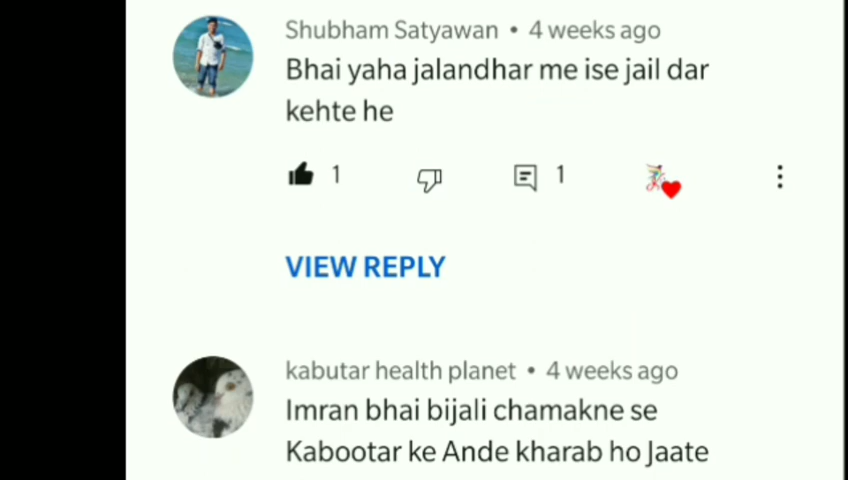 Shubham Satyawan • 4 weeks ago
Bhai yaha jalandhar me ise jail dar
kehte he
1 1
VIEW REPLY
kabutar health planet • 4 weeks ago
Imran bhai bijali chamakne se
Kabootar ke Ande kharab ho Jaate